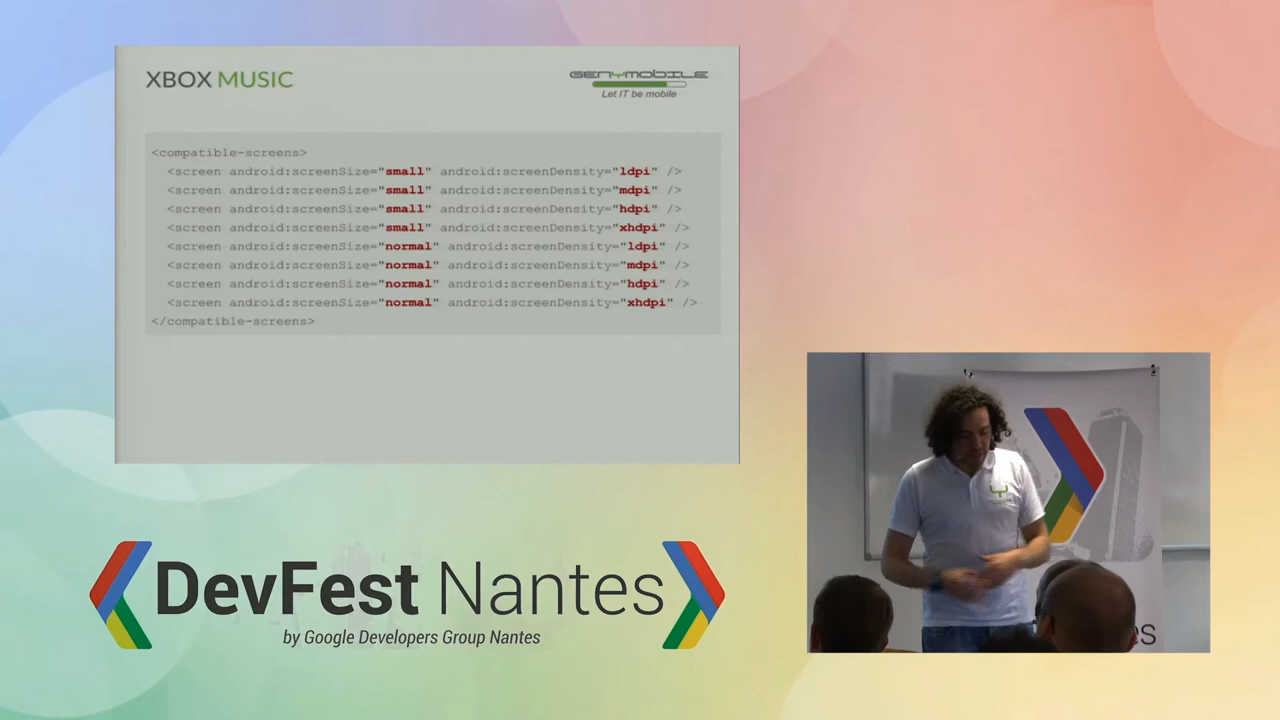 XBOX MUSIC
GENYMOBILE
Let IT be mobile
<compatible-screens>
<screen android:screenSize="small" android:screenDensity="ldpi" />
<screen android:screenSize="small" android:screenDensity="mdpi" />
<screen android:screenSize="small" android:screenDensity="hdpi" />
<screen android:screenSize="small" android:screenDensity="xhdpi" />
<screen android:screenSize="normal" android:screenDensity="ldpi" />
<screen android:screenSize="normal" android:screenDensity="mdpi" />
<screen android:screenSize="normal" android:screenDensity="hdpi" />
<screen android:screenSize="normal" android:screenDensity="xhdpi" />
</compatible-screens>
DevFest Nantes
by Google Developers Group Nantes